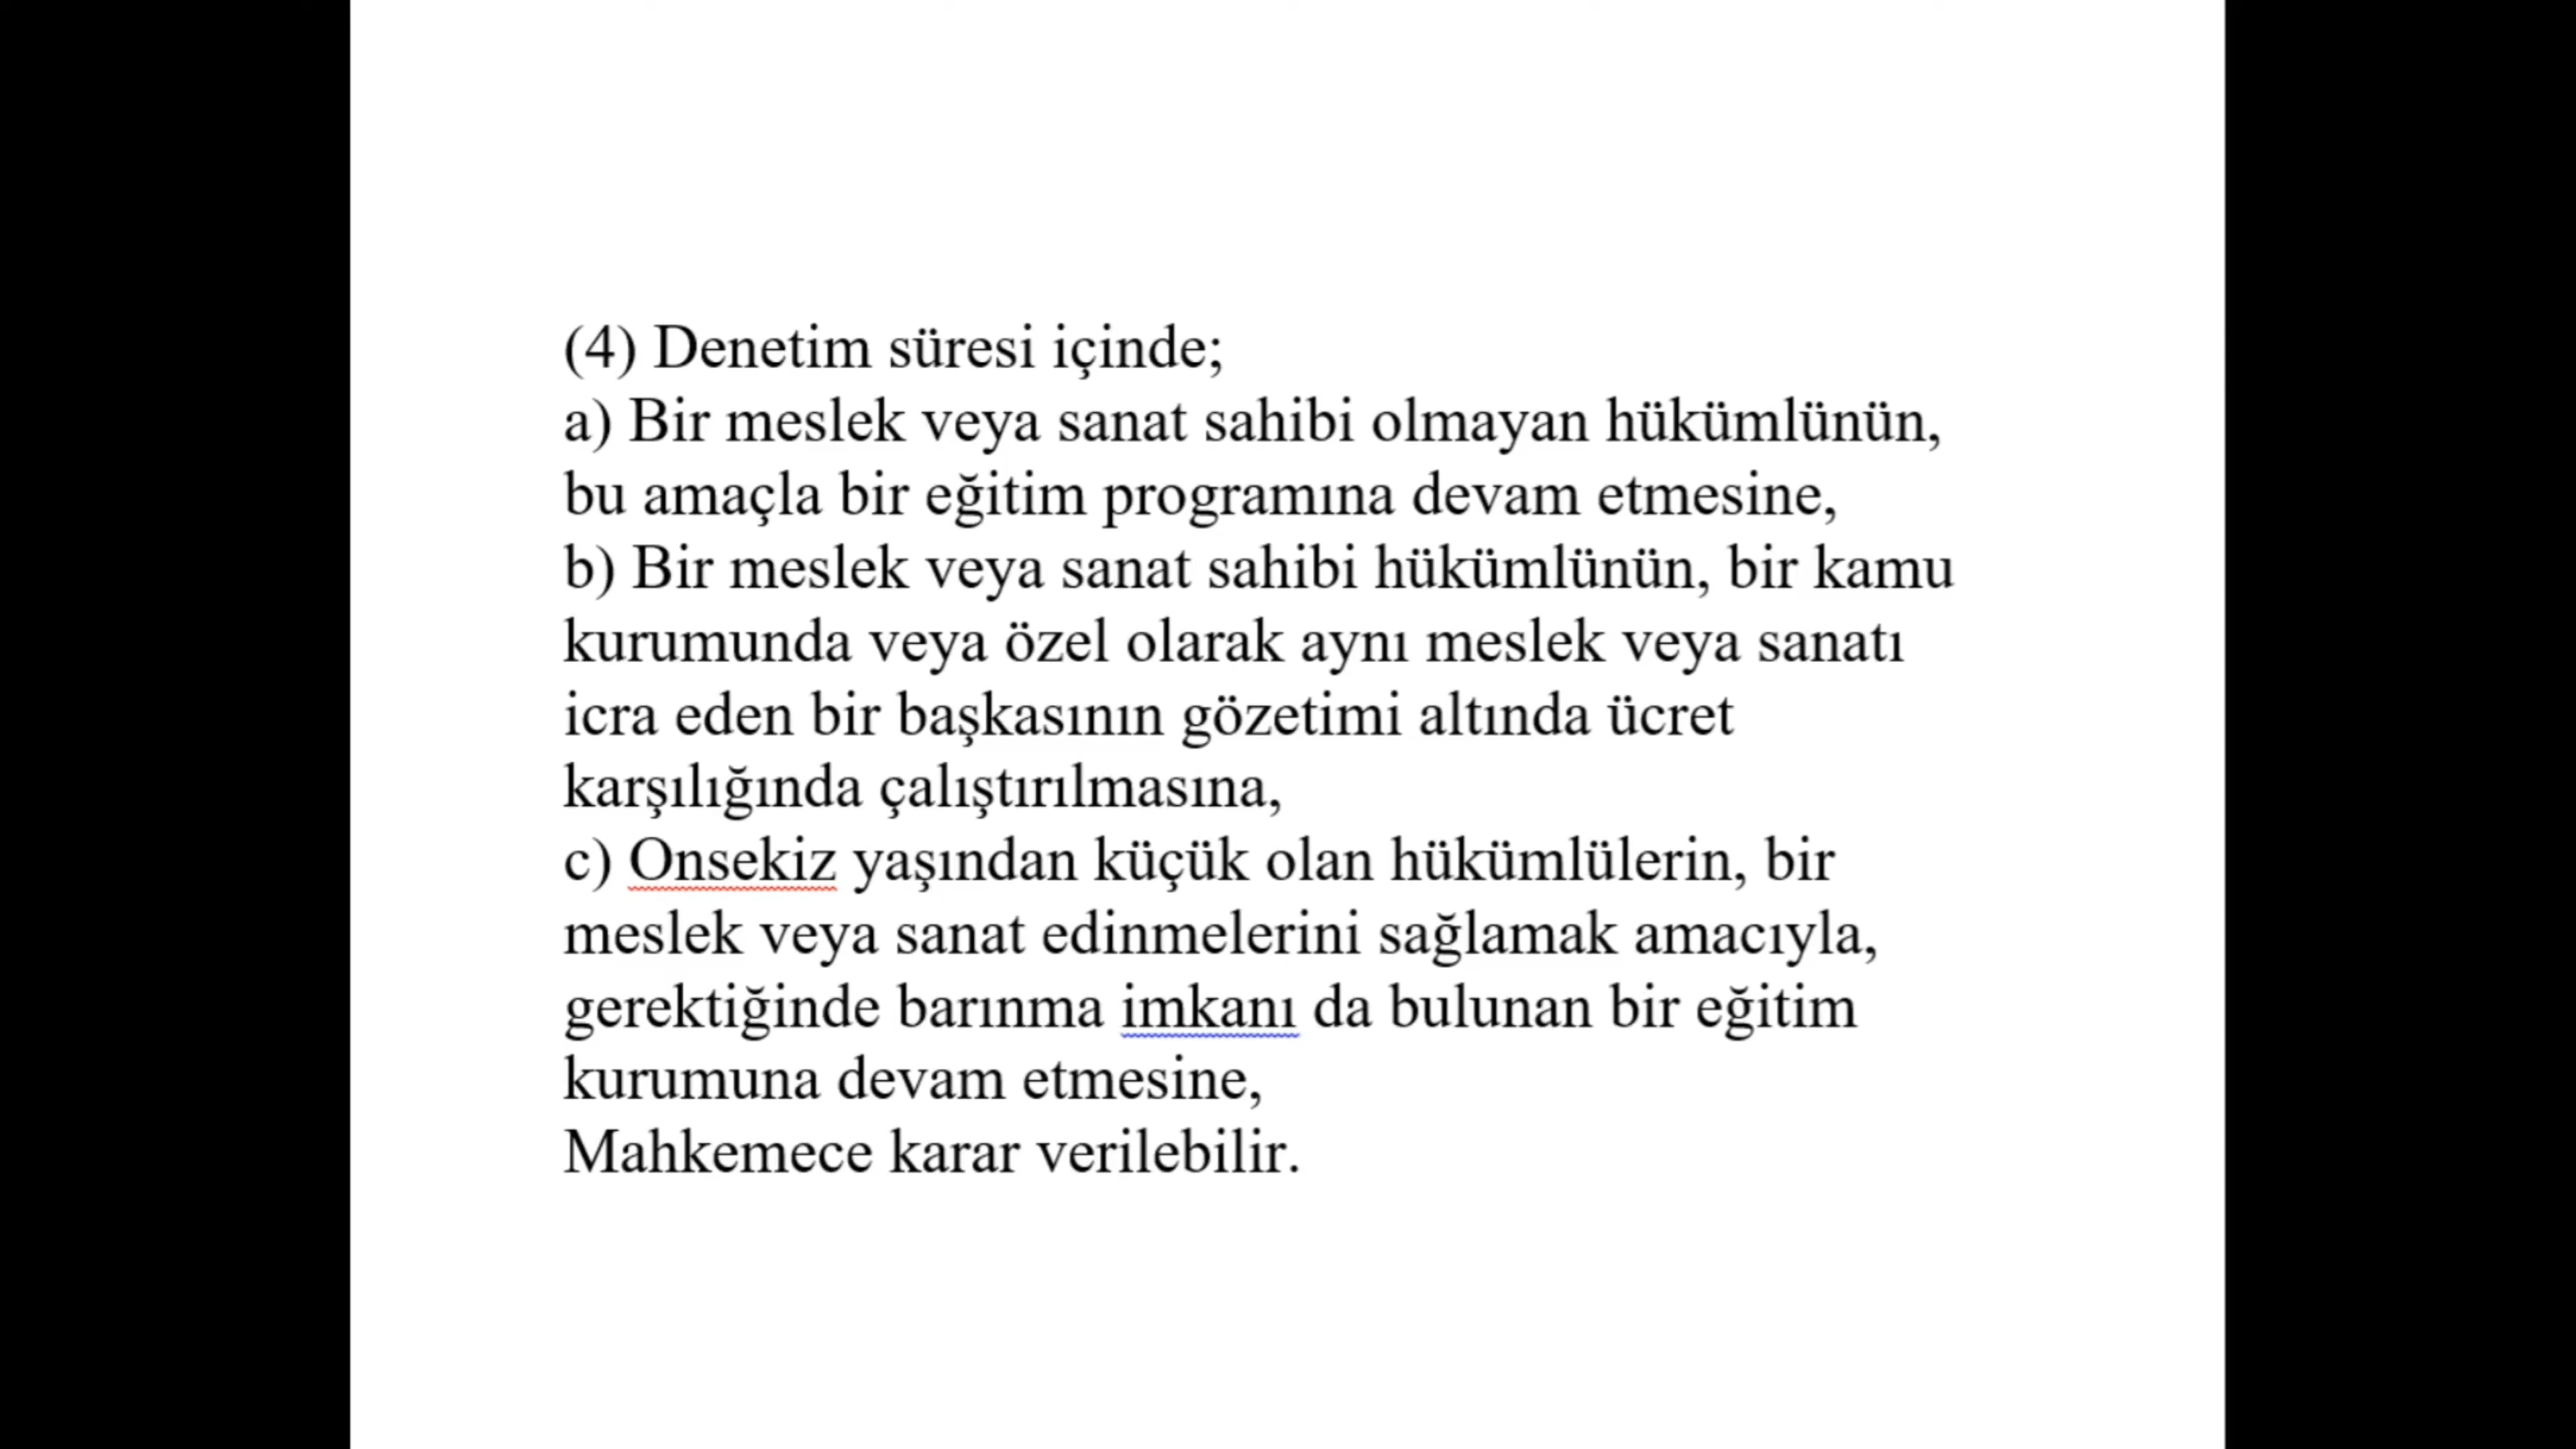 (4) Denetim süresi içinde;
a) Bir meslek veya sanat sahibi olmayan hükümlünün,
bu amaçla bir eğitim programına devam etmesine,
b) Bir meslek veya sanat sahibi hükümlünün, bir kamu
kurumunda veya özel olarak aynı meslek veya sanatı
icra eden bir başkasının gözetimi altında ücret
karşılığında çalıştırılmasına,
c) Onsekiz yaşından küçük olan hükümlülerin, bir
meslek veya sanat edinmelerini sağlamak amacıyla,
gerektiğinde barınma imkanı da bulunan bir eğitim
kurumuna devam etmesine,
Mahkemece karar verilebilir.